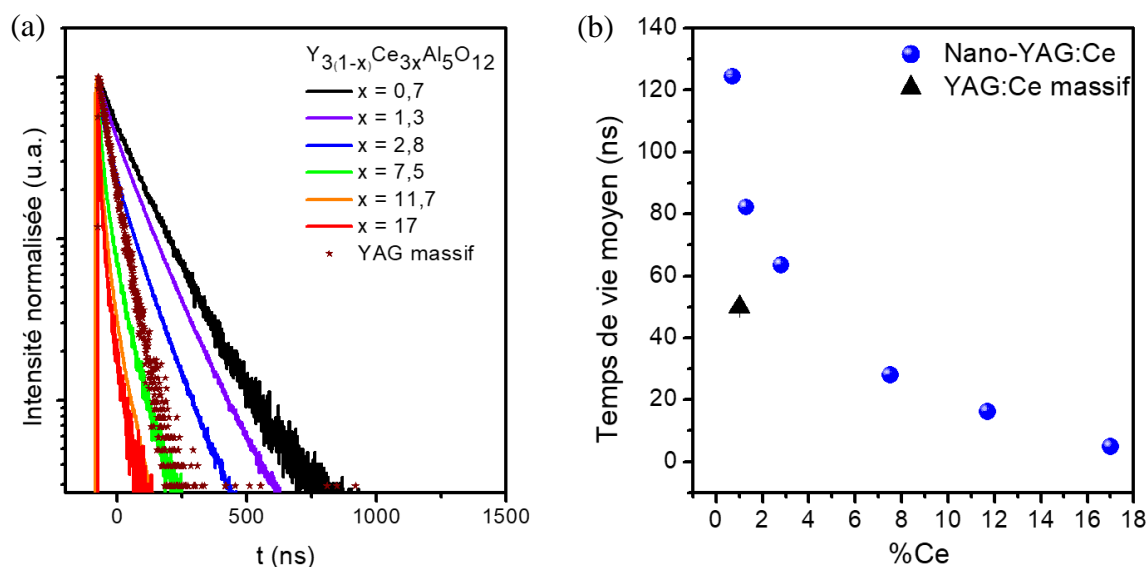 (a)
Intensité normalisée (u.a.)
Y3(1-x)Ce3xAl5O12
x = 0,7
x = 1,3
x = 2,8
x = 7,5
x = 11,7
x = 17
YAG massif
0 500 1000 1500
t (ns)
(b)
Temps de vie moyen (ns)
140
120
100
80
60
40
20
0
Nano-YAG:Ce
YAG:Ce massif
0 2 4 6 8 10 12 14 16 18
%Ce